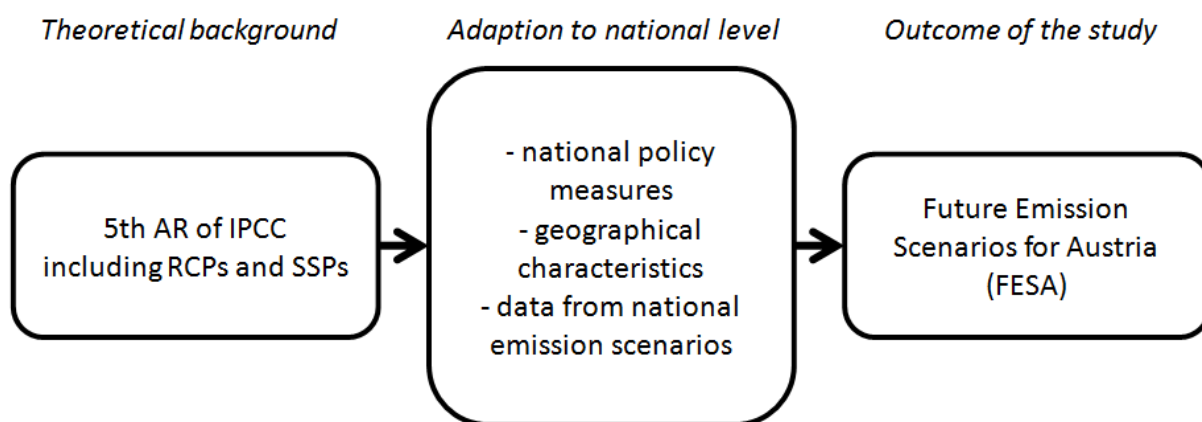 Theoretical background
Adaption to national level
Outcome of the study
5th AR of IPCC
including RCPs and SSPs
- national policy
measures
- geographical
characteristics
- data from national
emission scenarios
Future Emission
Scenarios for Austria
(FESA)